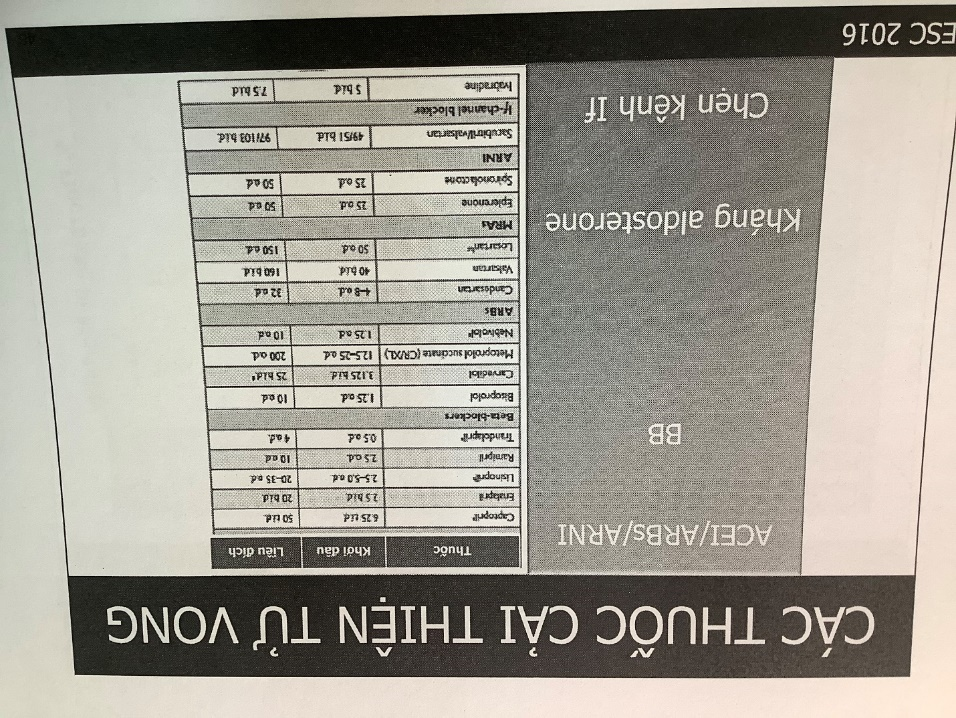 CÁC THUỐC CẢI THIỆN TỬ VONG
ACEI/ARBs/ARNI
BB
Kháng aldosterone
Chẹn kênh If
Thuốc Khởi đầu Liều đích
Captopril 6.25 t.i.d. 50 t.i.d.
Enalapril 2.5 b.i.d. 20 b.i.d.
Lisinopril 2.5–5.0 o.d. 20–35 o.d.
Ramipril 2.5 o.d. 10 o.d.
Trandolapril 0.5 o.d. 4 o.d.
Beta-blockers
Bisoprolol 1.25 o.d. 10 o.d.
Carvedilol 3.125 b.i.d. 25 b.i.d.
Metoprolol succinate (CR/XL) 12.5–25 o.d. 200 o.d.
Nebivolol 1.25 o.d. 10 o.d.
ARBs
Candesartan 4–8 o.d. 32 o.d.
Valsartan 40 b.i.d. 160 b.i.d.
Losartan 50 o.d. 150 o.d.
MRAs
Eplerenone 25 o.d. 50 o.d.
Spironolactone 25 o.d. 50 o.d.
ARNI
Sacubitril/valsartan 49/51 b.i.d. 97/103 b.i.d.
If-channel blocker
Ivabradine 5 b.i.d. 7.5 b.i.d.
ESC 2016